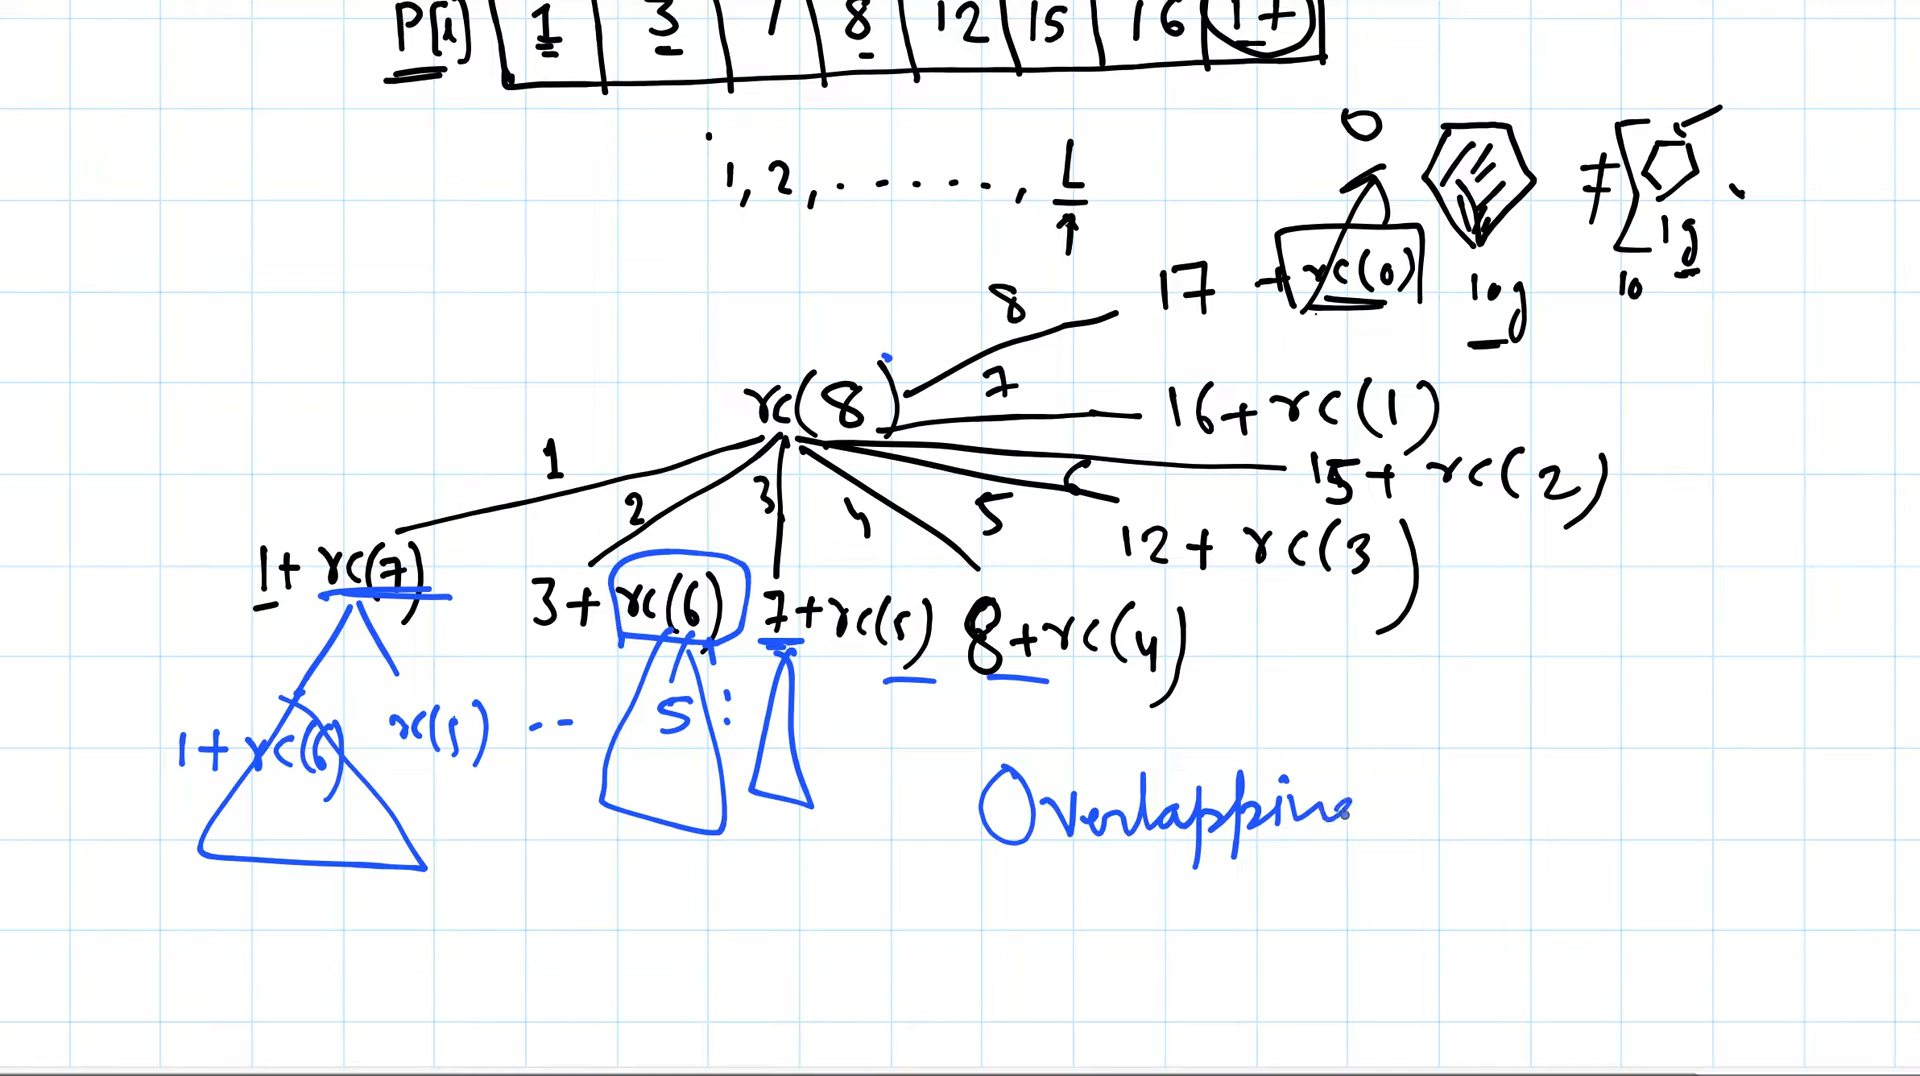 P[i] 1 3 7 8 12 15 16 17
1, 2, . . . . . . , L
0
≠ [ 1g
10g 10
17 + rc(0)
8
7
rc(8) 16 + rc(1)
1 15 + rc(2)
2 3 4 5 6
12 + rc(3)
1 + rc(7) 3 + rc(6) 7 + rc(5) 8 + rc(4)
1 + rc(6) rc(5) -- 5 :
Overlapping